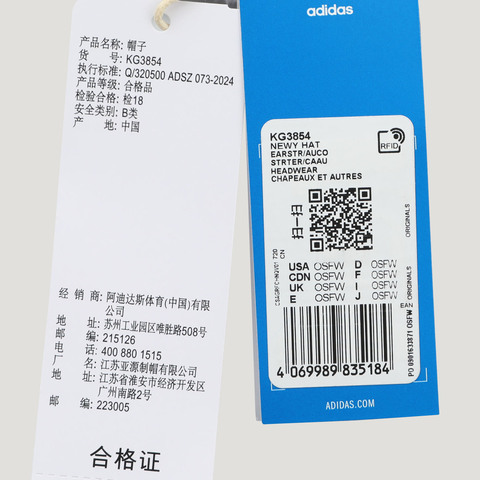 产品名称: 帽子
货 号: KG3854
执行标准: Q/320500 ADSZ 073-2024
产品等级: 合格品
检验合格: 检18
安全类别: B类
产 地: 中国
经 销 商: 阿迪达斯体育(中国)有限
公司
地 址: 苏州工业园区唯胜路508号
邮 编: 215126
电 话: 400 880 1515
厂 名: 江苏亚源制帽有限公司
地 址: 江苏省淮安市经济开发区
广州南路2号
邮 编: 223005
合格证
adidas
KG3854
NEWY HAT
EARSTR/AUCO
STRTER/CAAU
HEADWEAR
CHAPEAUX ET AUTRES
RFID
扫一扫
ORIGINALS
ORIGINALS
CN
USA OSFW D OSFW
CDN OSFW F OSFW
UK OSFW I OSFW
E OSFW J OSFW
EAN
PO 0901633871 OSFW
4 069989 835184
ADIDAS.COM